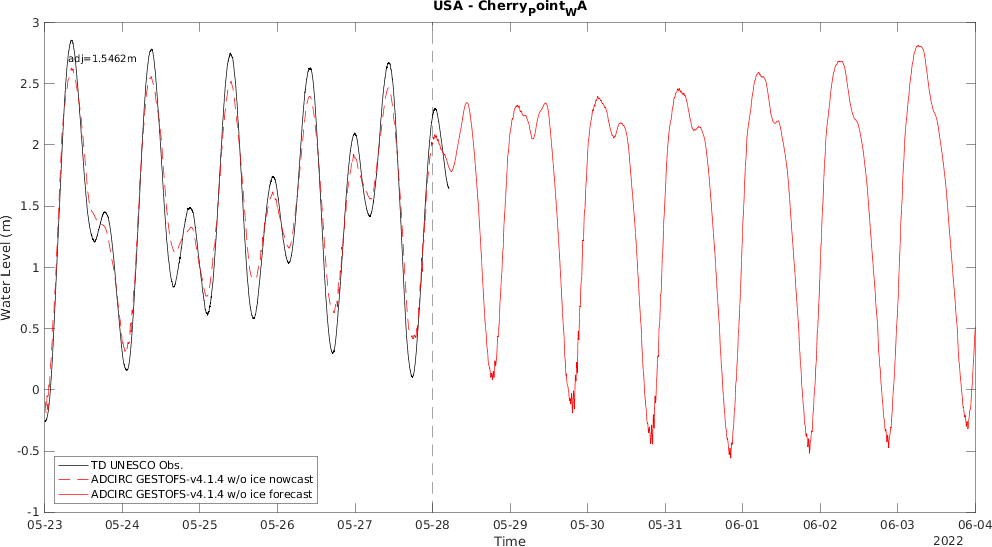 USA - CherryPointWA
adj=1.5462m
3
2.5
2
1.5
1
0.5
0
-0.5
-1
Water Level (m)
TD UNESCO Obs.
ADCIRC GESTOFS-v4.1.4 w/o ice nowcast
ADCIRC GESTOFS-v4.1.4 w/o ice forecast
05-23 05-24 05-25 05-26 05-27 05-28 05-29 05-30 05-31 06-01 06-02 06-03 06-04
Time
2022